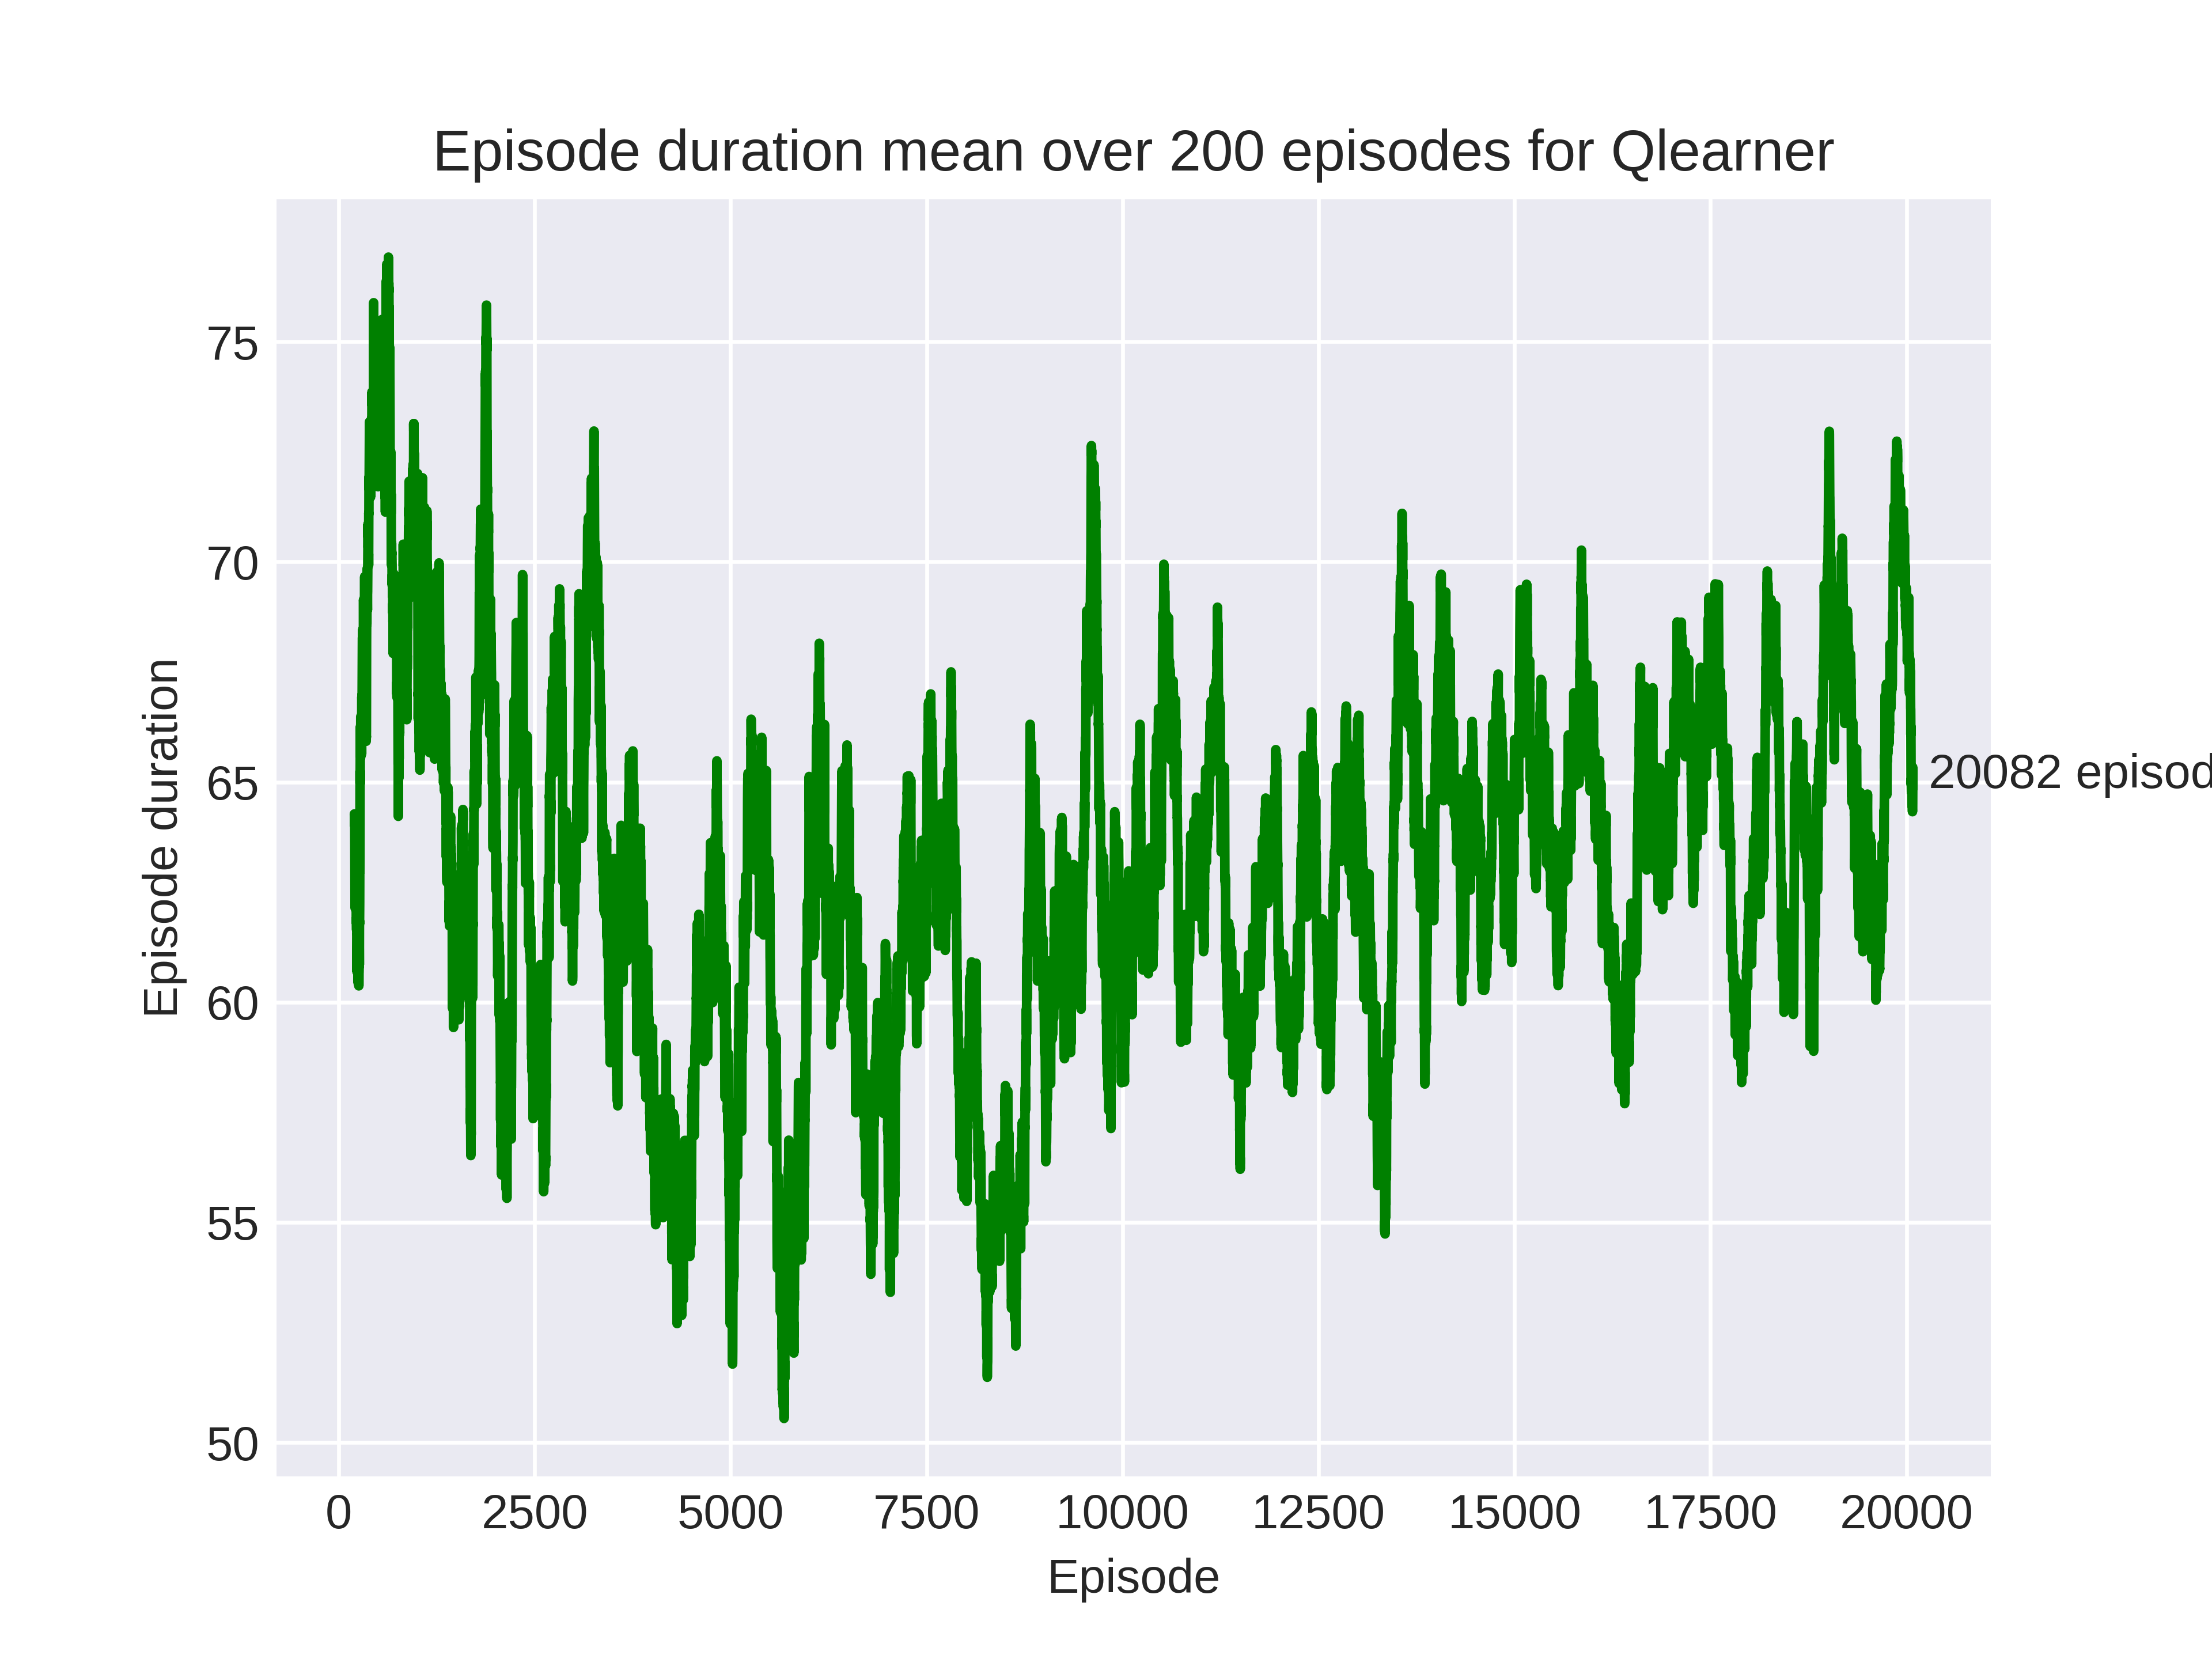 Episode duration mean over 200 episodes for Qlearner
Episode duration
75
70
65
60
55
50
20082 episod
0 2500 5000 7500 10000 12500 15000 17500 20000
Episode